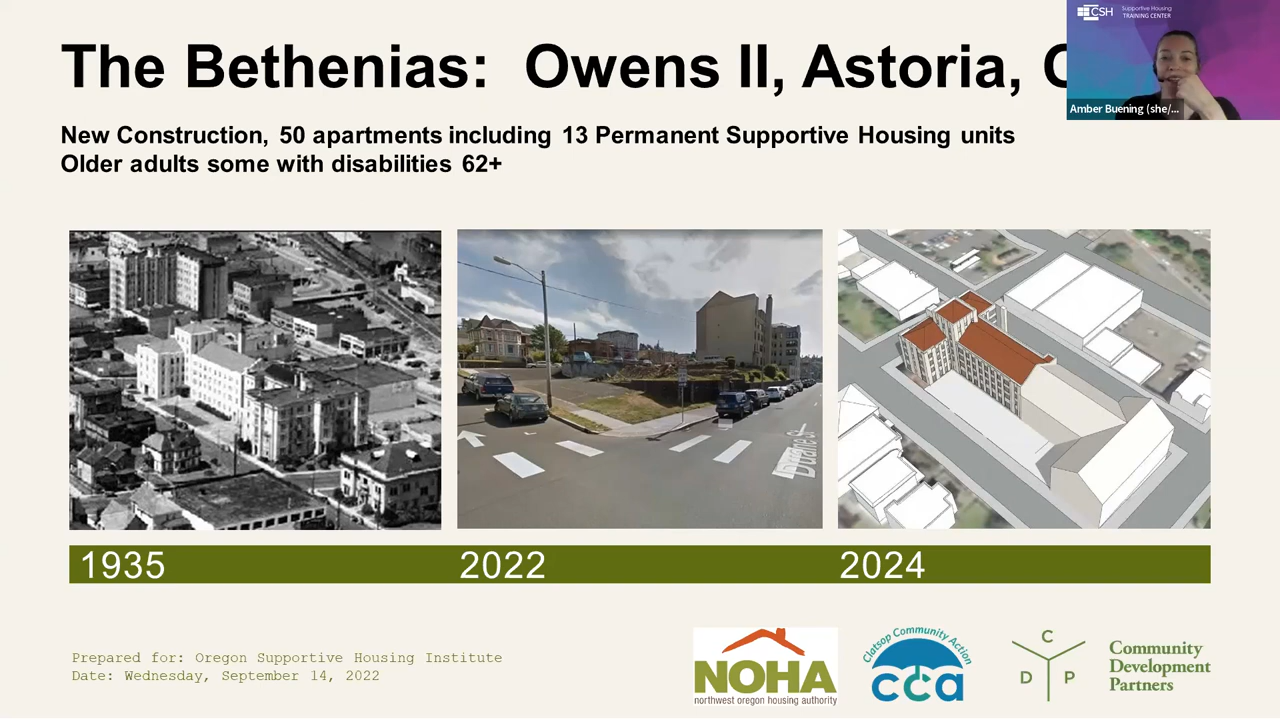 The Bethenias: Owens II, Astoria,
CSH
Supportive Housing
TRAINING CENTER
Amber Buening (she/...
New Construction, 50 apartments including 13 Permanent Supportive Housing units
Older adults some with disabilities 62+
Duane St
1935
2022
2024
Prepared for: Oregon Supportive Housing Institute
Date: Wednesday, September 14, 2022
NOHA
northwest oregon housing authority
Clatsop Community Action
cca
C
D P
Community
Development
Partners